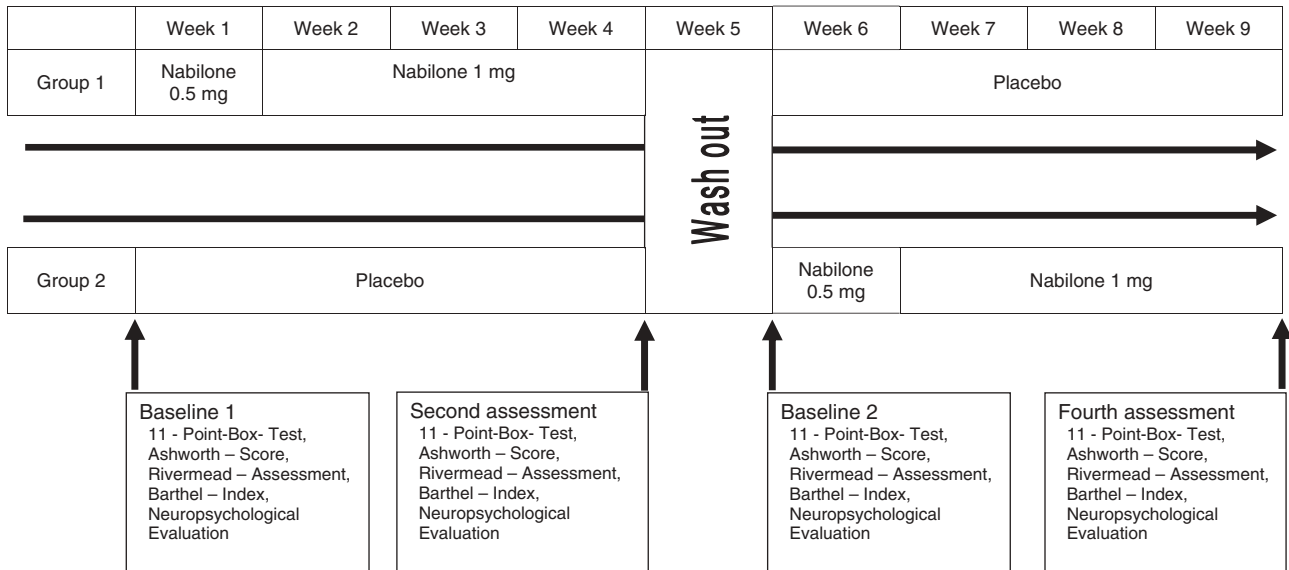 Week 1 Week 2 Week 3 Week 4 Week 5 Week 6 Week 7 Week 8 Week 9
Group 1
Nabilone
0.5 mg
Nabilone 1 mg
Placebo
Wash out
Group 2
Placebo
Nabilone
0.5 mg
Nabilone 1 mg
Baseline 1
11 - Point-Box- Test,
Ashworth – Score,
Rivermead – Assessment,
Barthel – Index,
Neuropsychological
Evaluation
Second assessment
11 - Point-Box- Test,
Ashworth – Score,
Rivermead – Assessment,
Barthel – Index,
Neuropsychological
Evaluation
Baseline 2
11 - Point-Box- Test,
Ashworth – Score,
Rivermead – Assessment,
Barthel – Index,
Neuropsychological
Evaluation
Fourth assessment
11 - Point-Box- Test,
Ashworth – Score,
Rivermead – Assessment,
Barthel – Index,
Neuropsychological
Evaluation